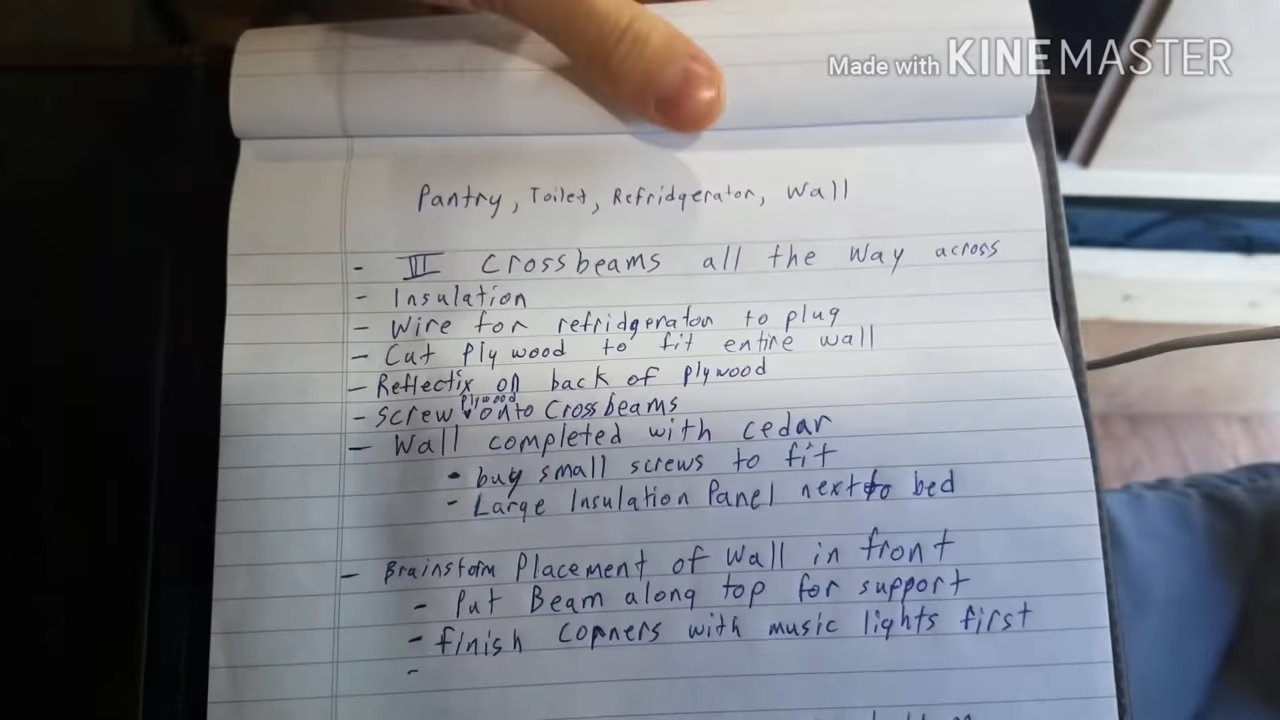 Made with KINEMASTER
Pantry, Toilet, Refridgerator, Wall
- III Crossbeams all the way across
- Insulation
- Wire for refridgerator to plug
- Cut plywood to fit entire wall
- Reflectix on back of plywood
- Screw plywood onto Crossbeams
- Wall completed with cedar
- buy small screws to fit
- Large Insulation Panel next to bed
- Brainstorm Placement of Wall in front
- Put Beam along top for support
- finish corners with music lights first
-